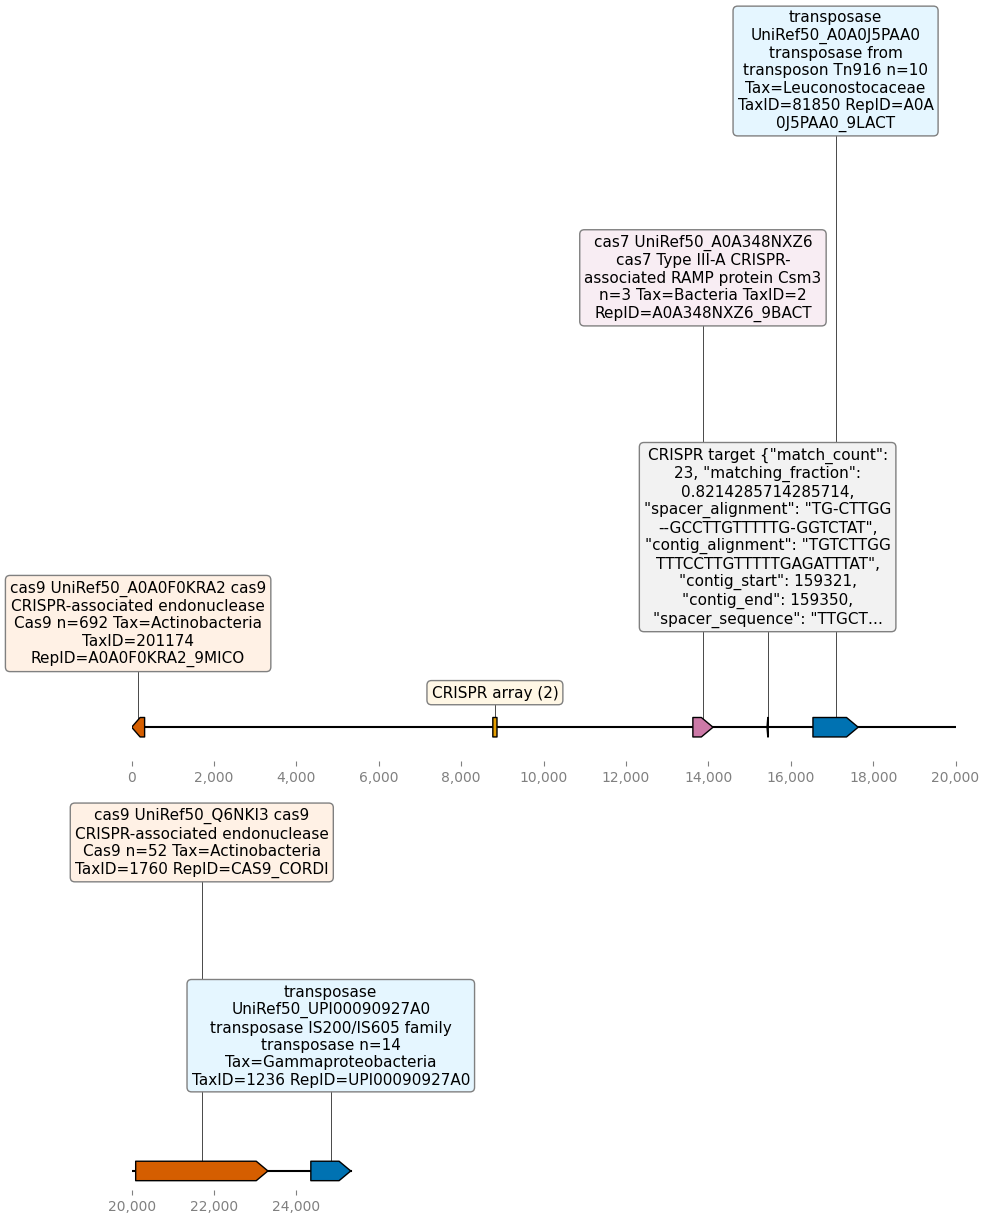 transposase
UniRef50_A0A0J5PAA0
transposase from
transposon Tn916 n=10
Tax=Leuconostocaceae
TaxID=81850 RepID=A0A
0J5PAA0_9LACT
cas7 UniRef50_A0A348NXZ6
cas7 Type III-A CRISPR-
associated RAMP protein Csm3
n=3 Tax=Bacteria TaxID=2
RepID=A0A348NXZ6_9BACT
CRISPR target {"match_count":
23, "matching_fraction":
0.8214285714285714,
"spacer_alignment": "TG-CTTGG
--GCCTTGTTTTTG-GGTCTAT",
"contig_alignment": "TGTCTTGG
TTTCCTTGTTTTTGAGATTTAT",
"contig_start": 159321,
"contig_end": 159350,
"spacer_sequence": "TTGCT...
cas9 UniRef50_A0A0F0KRA2 cas9
CRISPR-associated endonuclease
Cas9 n=692 Tax=Actinobacteria
TaxID=201174
RepID=A0A0F0KRA2_9MICO
CRISPR array (2)
0 2,000 4,000 6,000 8,000 10,000 12,000 14,000 16,000 18,000 20,000
cas9 UniRef50_Q6NKI3 cas9
CRISPR-associated endonuclease
Cas9 n=52 Tax=Actinobacteria
TaxID=1760 RepID=CAS9_CORDI
transposase
UniRef50_UPI00090927A0
transposase IS200/IS605 family
transposase n=14
Tax=Gammaproteobacteria
TaxID=1236 RepID=UPI00090927A0
20,000 22,000 24,000